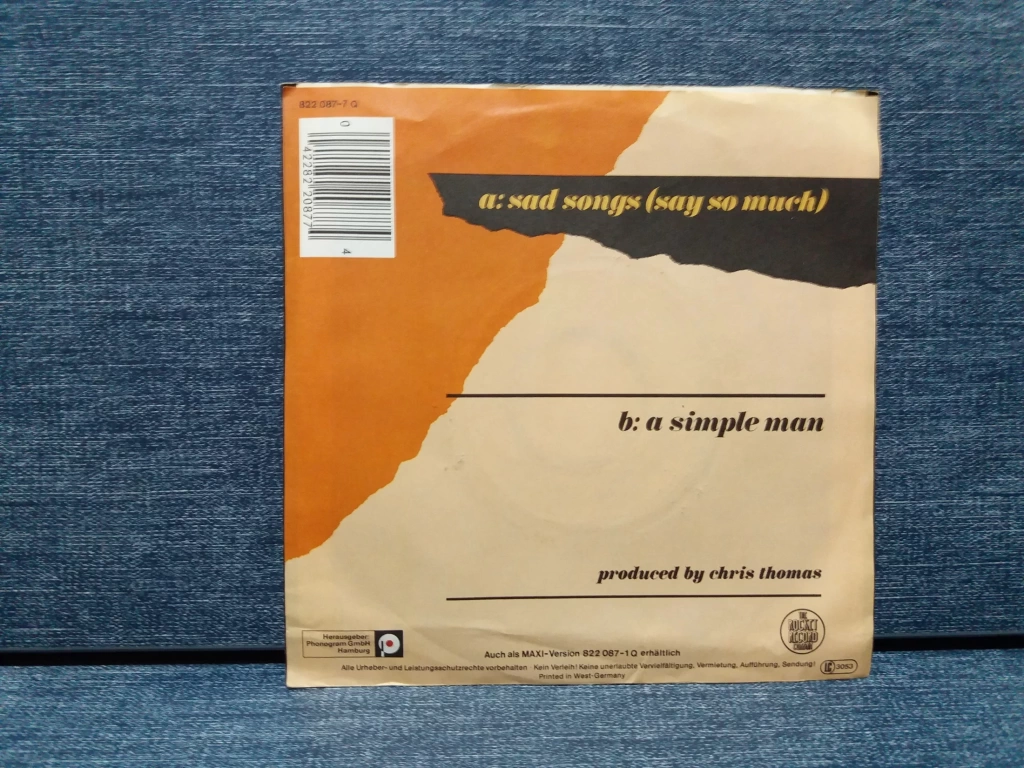 822 087-7 Q
0 42282 20877 4
a: sad songs (say so much)
b: a simple man
produced by chris thomas
Herausgeber:
Phonogram GmbH
Hamburg
THE
ROCKET
RECORD
COMPANY
Auch als MAXI-Version 822 087-1 Q erhältlich
Alle Urheber- und Leistungsschutzrechte vorbehalten · Kein Verleih! Keine unerlaubte Vervielfältigung, Vermietung, Aufführung, Sendung!
LC 3053
Printed in West-Germany